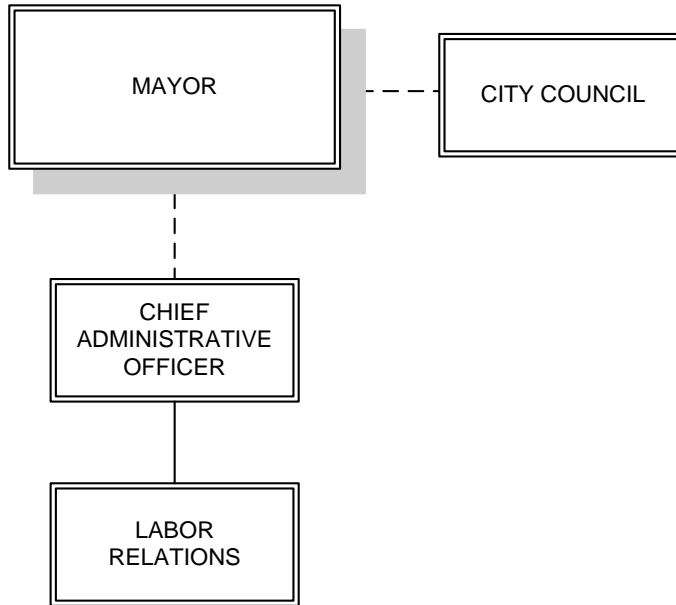 MAYOR
CITY COUNCIL
CHIEF
ADMINISTRATIVE
OFFICER
LABOR
RELATIONS